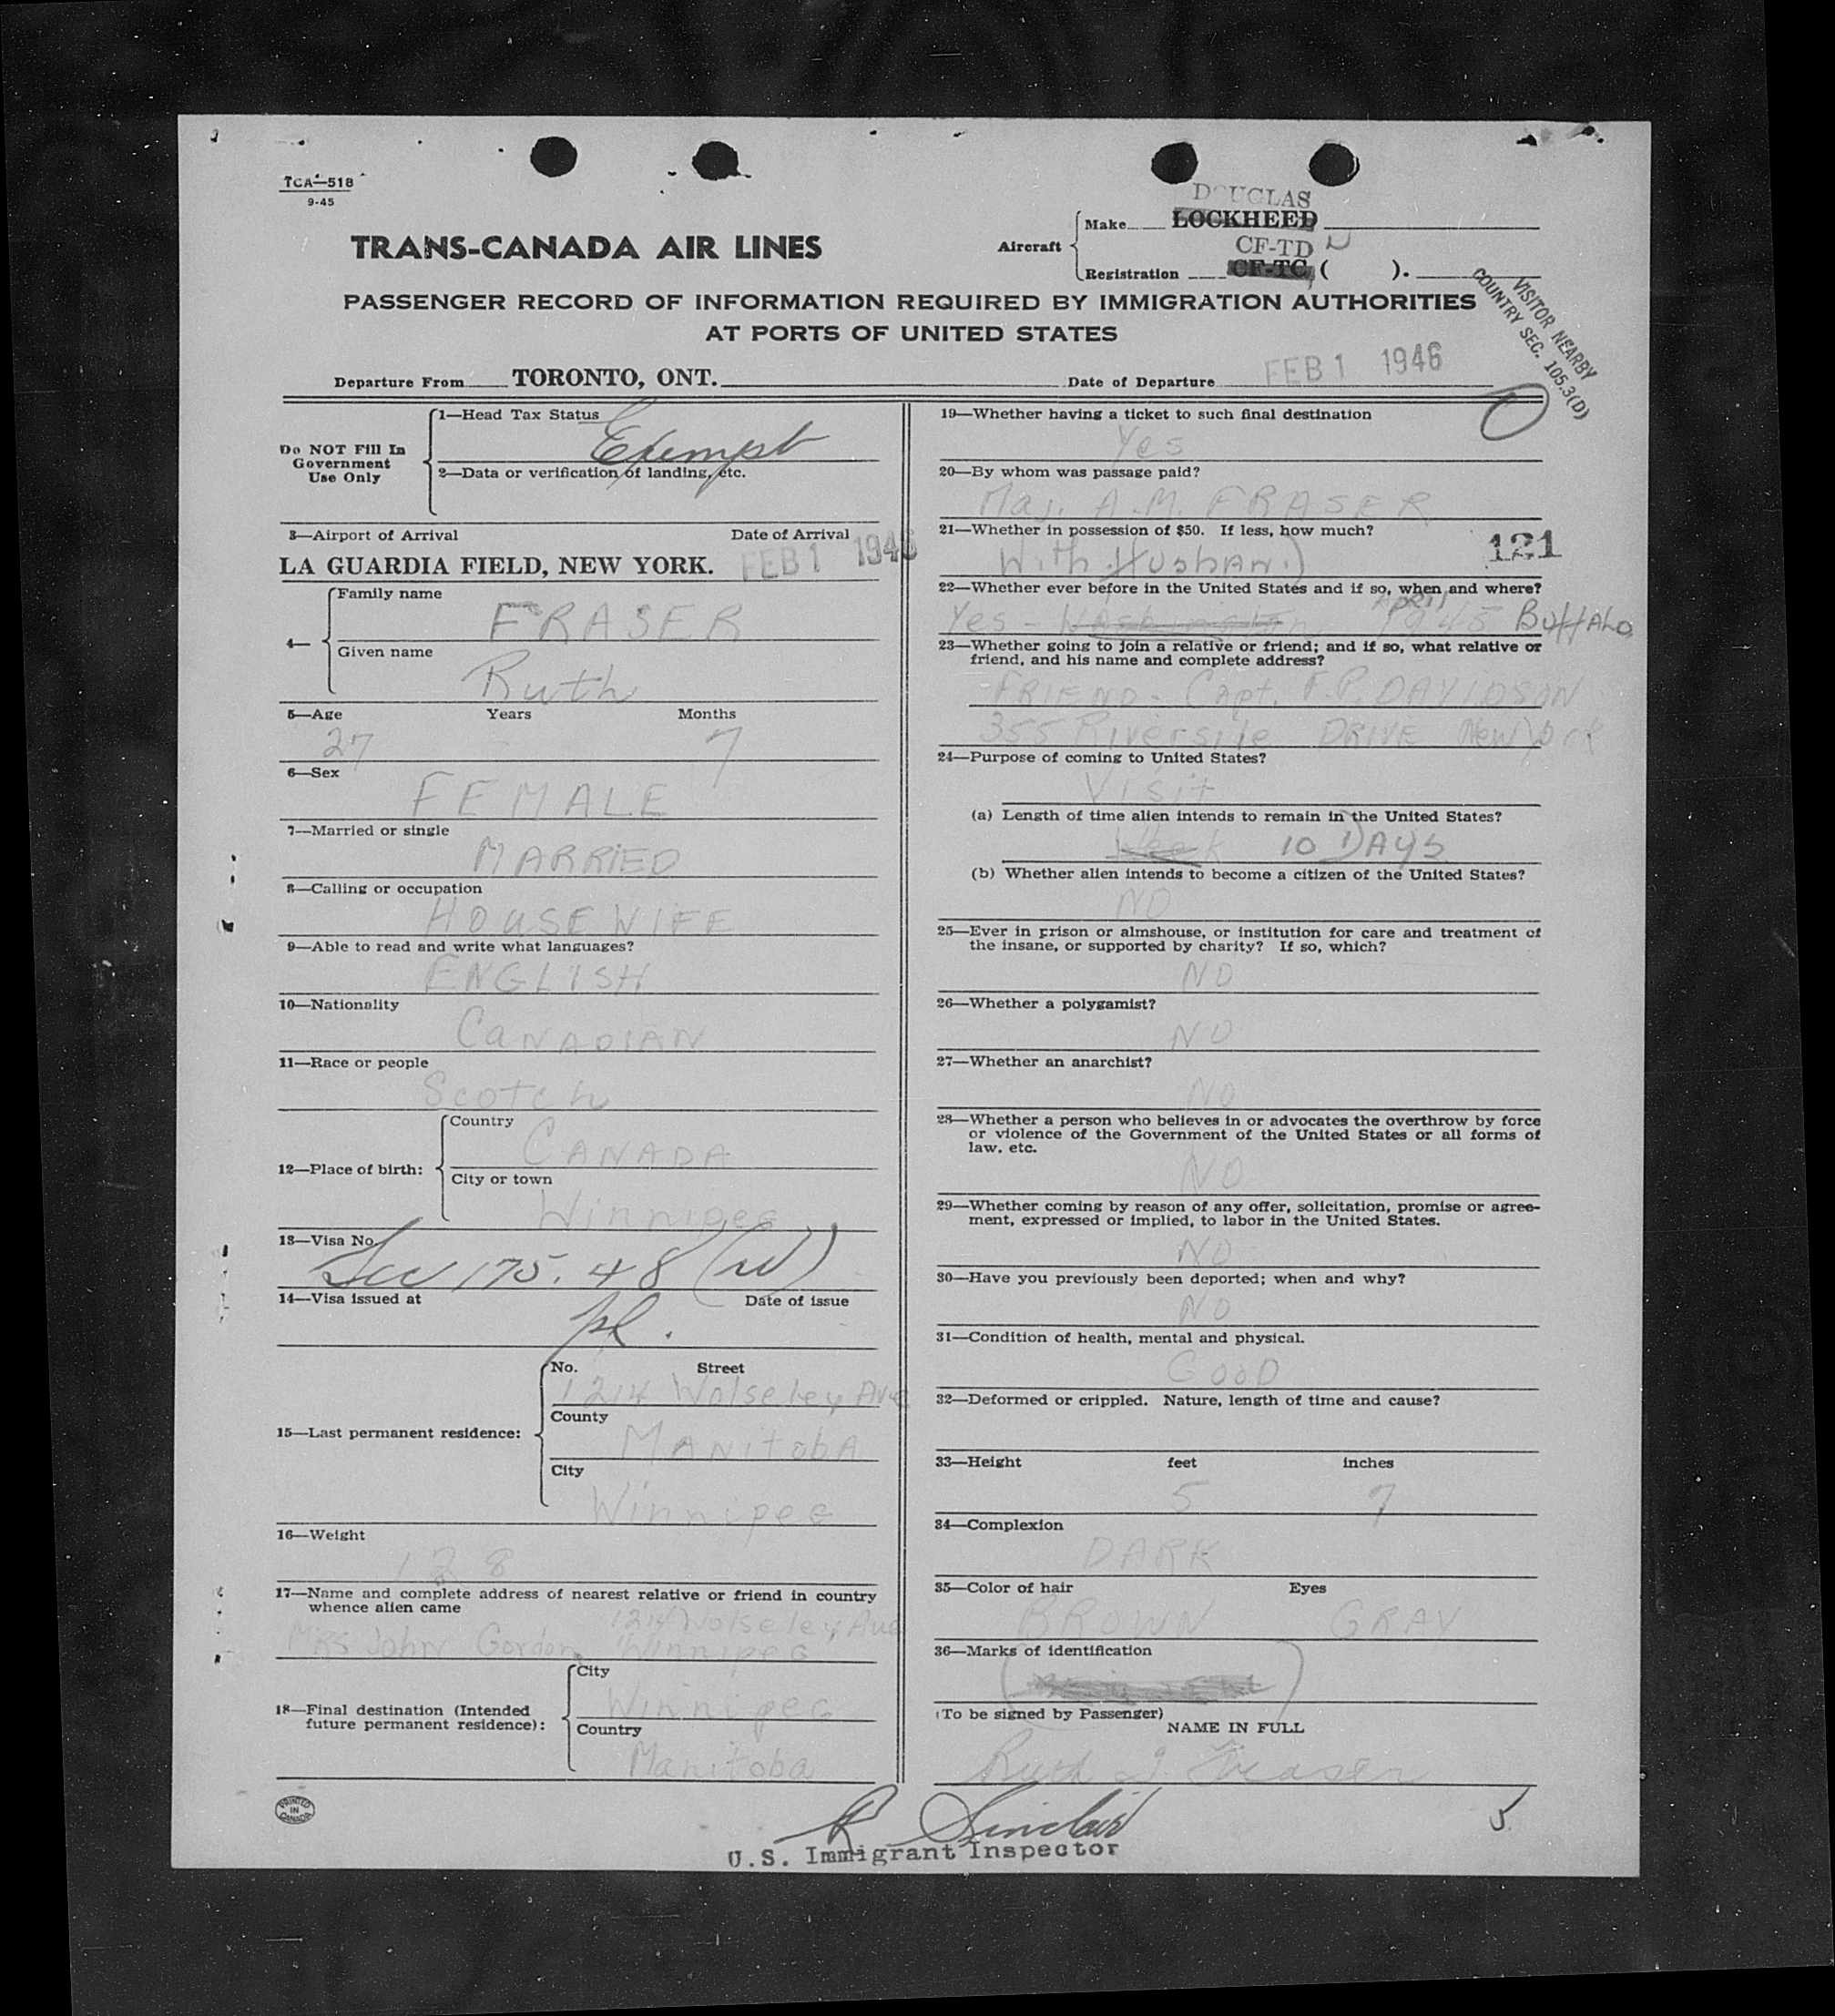 TCA—518
9-45
TRANS-CANADA AIR LINES
Aircraft
Make
DOUGLAS
LOCKHEED
CF-TD N
Registration CF-TC, ( ).
PASSENGER RECORD OF INFORMATION REQUIRED BY IMMIGRATION AUTHORITIES
AT PORTS OF UNITED STATES
VISITOR NEARBY
COUNTRY SEC. 105.3(D)
Departure From TORONTO, ONT.
Date of Departure FEB 1 1946
Do NOT Fill In
Government
Use Only
1—Head Tax Status
Exempt
2—Data or verification of landing, etc.
3—Airport of Arrival Date of Arrival
LA GUARDIA FIELD, NEW YORK. FEB 1 1946
4—
Family name
FRASER
Given name
Ruth
5—Age Years Months
27 7
6—Sex
FEMALE
7—Married or single
MARRIED
8—Calling or occupation
HOUSEWIFE
9—Able to read and write what languages?
ENGLISH
10—Nationality
CANADIAN
11—Race or people
Scotch
12—Place of birth:
Country
CANADA
City or town
Winnipeg
13—Visa No.
Sec 175.48 (w)
14—Visa issued at Date of issue
pl.
15—Last permanent residence:
No. Street
1214 Wolseley Ave
County
MANitobA
City
Winnipeg
16—Weight
128
17—Name and complete address of nearest relative or friend in country
whence alien came
1214 Wolseley Ave
MRS John Gordon, Winnipeg
18—Final destination (Intended
future permanent residence):
City
Winnipeg
Country
Manitoba
PRINTED
IN
CANADA
19—Whether having a ticket to such final destination
Yes
20—By whom was passage paid?
Maj. A.M. FRASER
21—Whether in possession of $50. If less, how much?
With Husband
121
22—Whether ever before in the United States and if so, when and where?
April
Yes - Washington 1945 BuffALo
23—Whether going to join a relative or friend; and if so, what relative or
friend, and his name and complete address?
FRIEND - Capt. F.P. DAVIDSON
355 Riverside DRIVE New York
24—Purpose of coming to United States?
Visit
(a) Length of time alien intends to remain in the United States?
Week 10 DAYS
(b) Whether alien intends to become a citizen of the United States?
NO
25—Ever in prison or almshouse, or institution for care and treatment of
the insane, or supported by charity? If so, which?
NO
26—Whether a polygamist?
NO
27—Whether an anarchist?
NO
28—Whether a person who believes in or advocates the overthrow by force
or violence of the Government of the United States or all forms of
law, etc.
NO
29—Whether coming by reason of any offer, solicitation, promise or agree-
ment, expressed or implied, to labor in the United States.
NO
30—Have you previously been deported; when and why?
NO
31—Condition of health, mental and physical.
GOOD
32—Deformed or crippled. Nature, length of time and cause?
33—Height feet inches
5 7
34—Complexion
DARK
35—Color of hair Eyes
BROWN GRAY
36—Marks of identification
(To be signed by Passenger)
NAME IN FULL
Ruth J. Fraser
R Sinclair
U.S. Immigrant Inspector